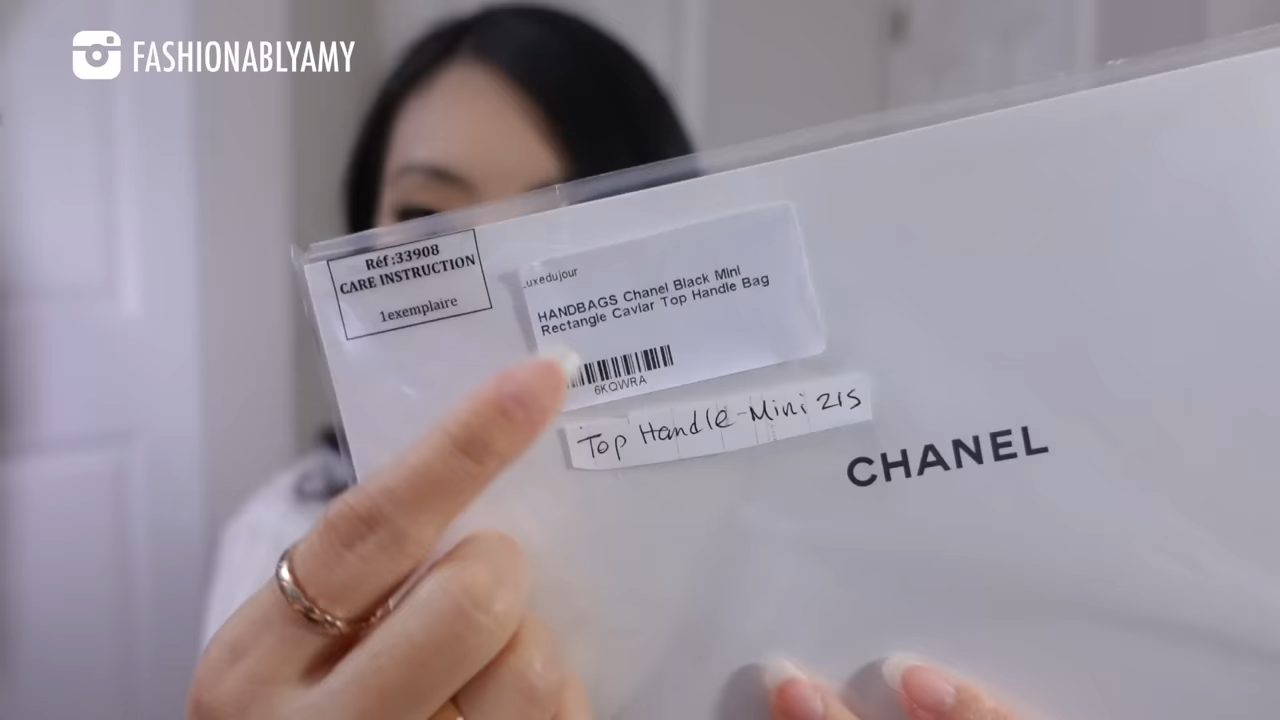 FASHIONABLYAMY
Réf :33908
CARE INSTRUCTION
1exemplaire
uxedujour
HANDBAGS Chanel Black Mini
Rectangle Caviar Top Handle Bag
6KQWRA
Top Handle-Mini 21S
CHANEL